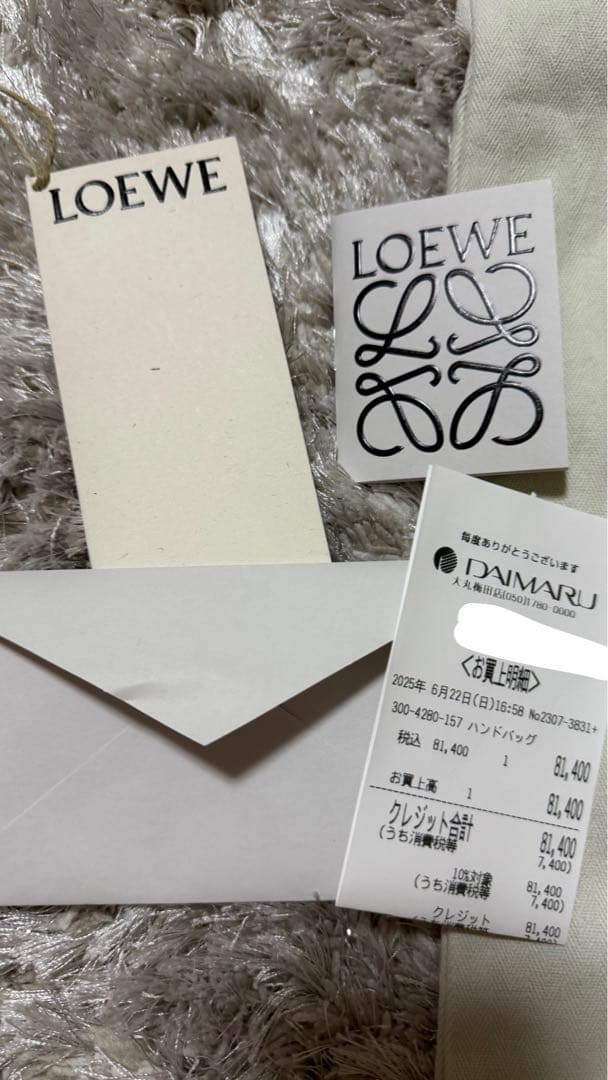 LOEWE
LOEWE
毎度ありがとうございます
DAIMARU
大丸梅田店(050)1780-0000
<お買上明細>
2025年 6月22日(日)16:58 No2307-3831+
300-4280-157 ハンドバッグ
税込 81,400 1 81,400
お買上高 1 81,400
クレジット合計 81,400
(うち消費税等 7,400)
10%対象 81,400
(うち消費税等 7,400)
クレジット 81,400